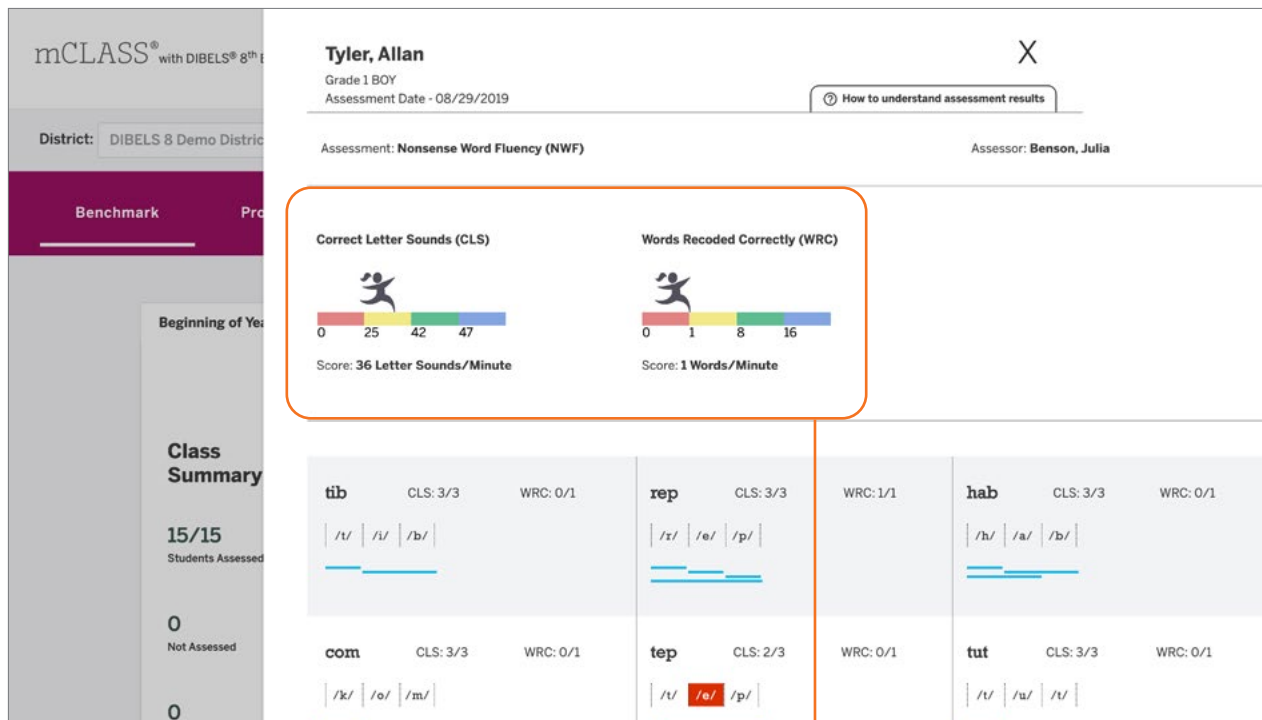 mCLASS® with DIBELS® 8th E
District: DIBELS 8 Demo Distric
Benchmark Pro
Beginning of Yea
Class
Summary
15/15
Students Assessed
0
Not Assessed
0
Tyler, Allan
X
Grade 1 BOY
Assessment Date - 08/29/2019
? How to understand assessment results
Assessment: Nonsense Word Fluency (NWF)
Assessor: Benson, Julia
Correct Letter Sounds (CLS)
0 25 42 47
Score: 36 Letter Sounds/Minute
Words Recoded Correctly (WRC)
0 1 8 16
Score: 1 Words/Minute
tib CLS: 3/3 WRC: 0/1
/t/ /i/ /b/
rep CLS: 3/3 WRC: 1/1
/r/ /e/ /p/
hab CLS: 3/3 WRC: 0/1
/h/ /a/ /b/
com CLS: 3/3 WRC: 0/1
/k/ /o/ /m/
tep CLS: 2/3 WRC: 0/1
/t/ /e/ /p/
tut CLS: 3/3 WRC: 0/1
/t/ /u/ /t/